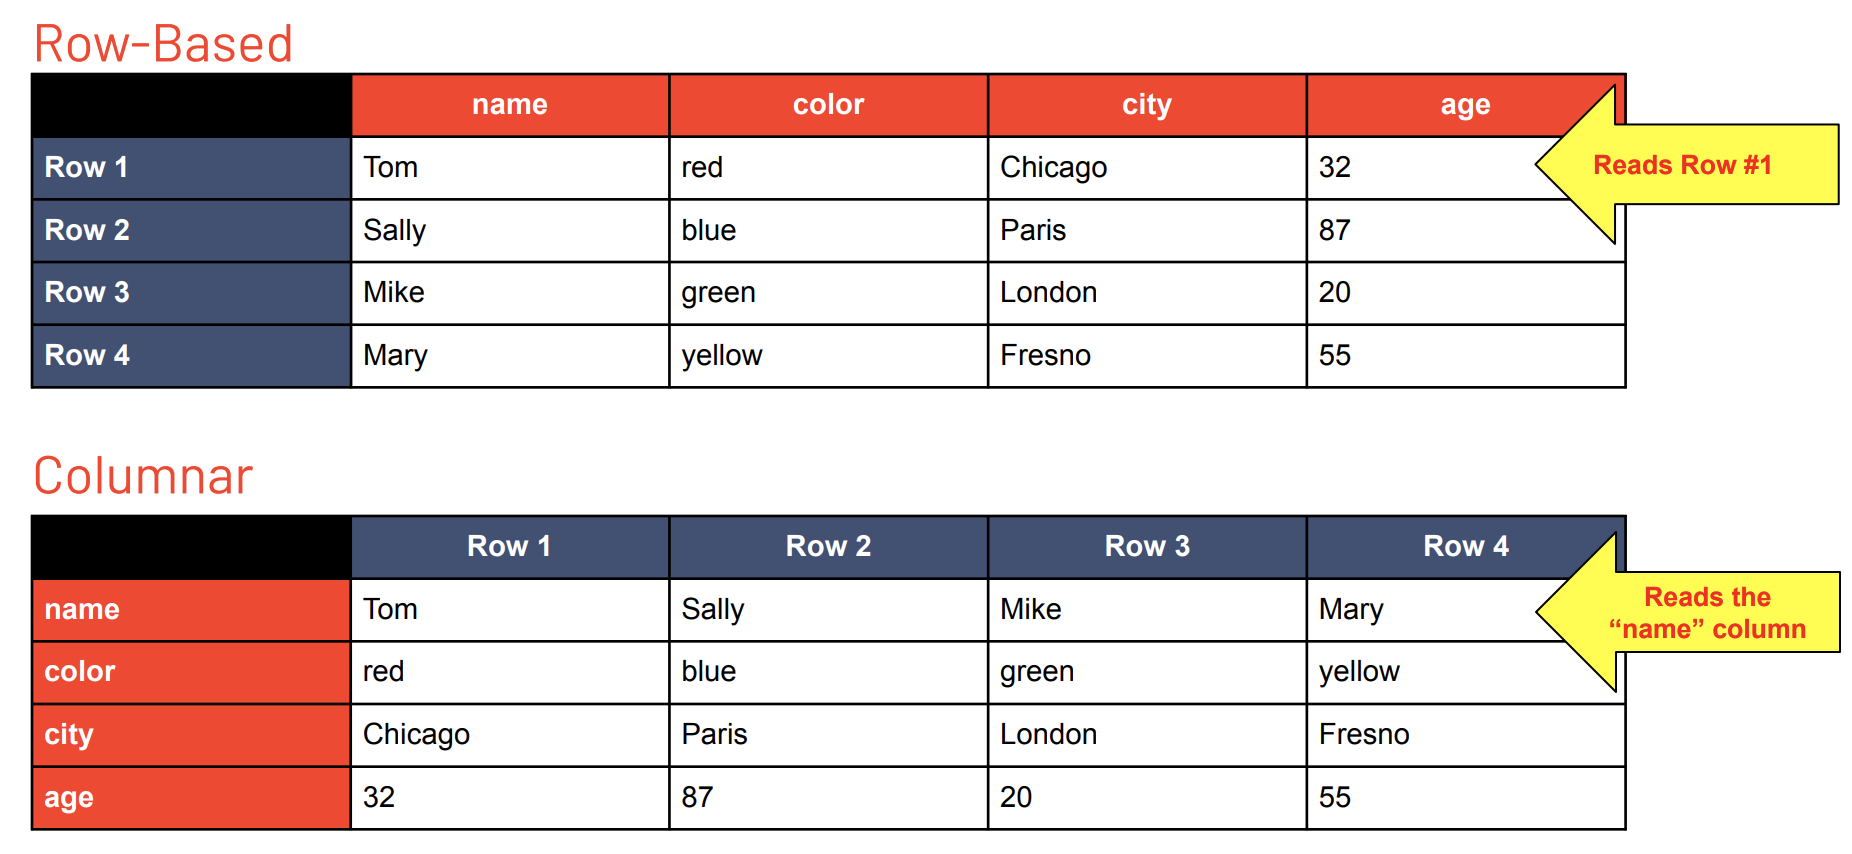 Row-Based
name color city age
Row 1 Tom red Chicago 32
Reads Row #1
Row 2 Sally blue Paris 87
Row 3 Mike green London 20
Row 4 Mary yellow Fresno 55
Columnar
Row 1 Row 2 Row 3 Row 4
name Tom Sally Mike Mary
Reads the
“name” column
color red blue green yellow
city Chicago Paris London Fresno
age 32 87 20 55